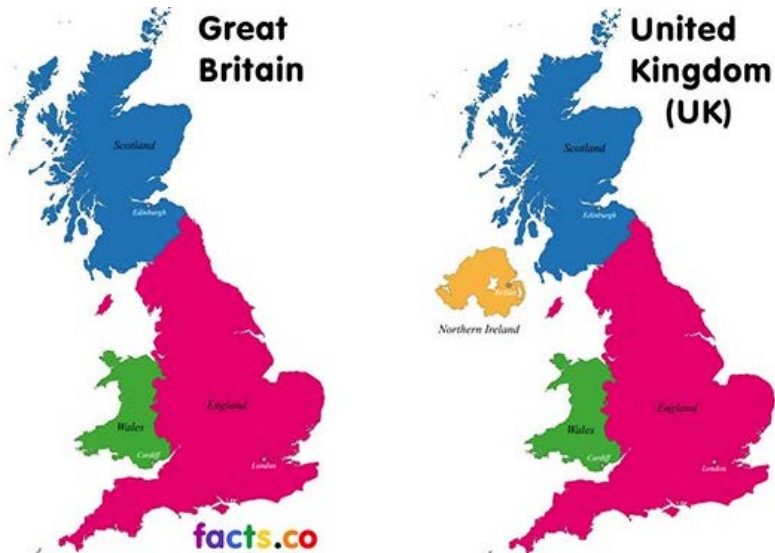 Great
Britain
Scotland
Edinburgh
England
Wales
Cardiff
London
facts.co
United
Kingdom
(UK)
Scotland
Edinburgh
Northern Ireland
England
Wales
Cardiff
London